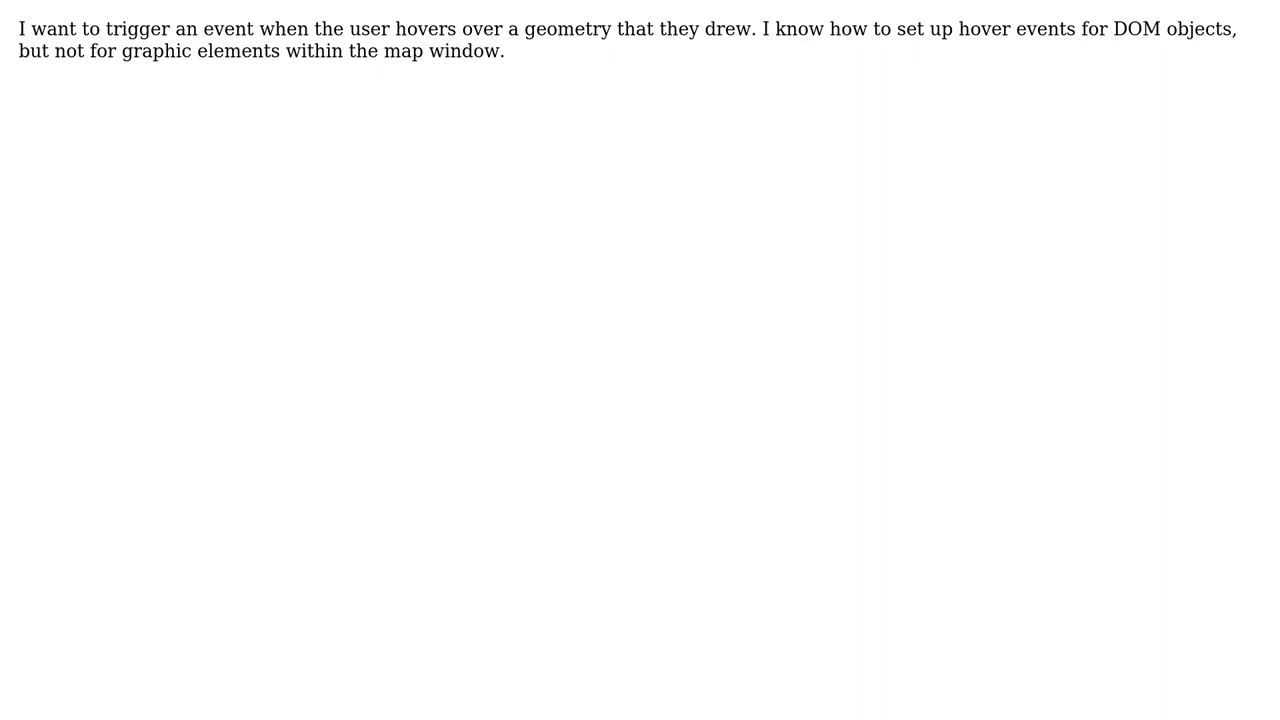 I want to trigger an event when the user hovers over a geometry that they drew. I know how to set up hover events for DOM objects,
but not for graphic elements within the map window.